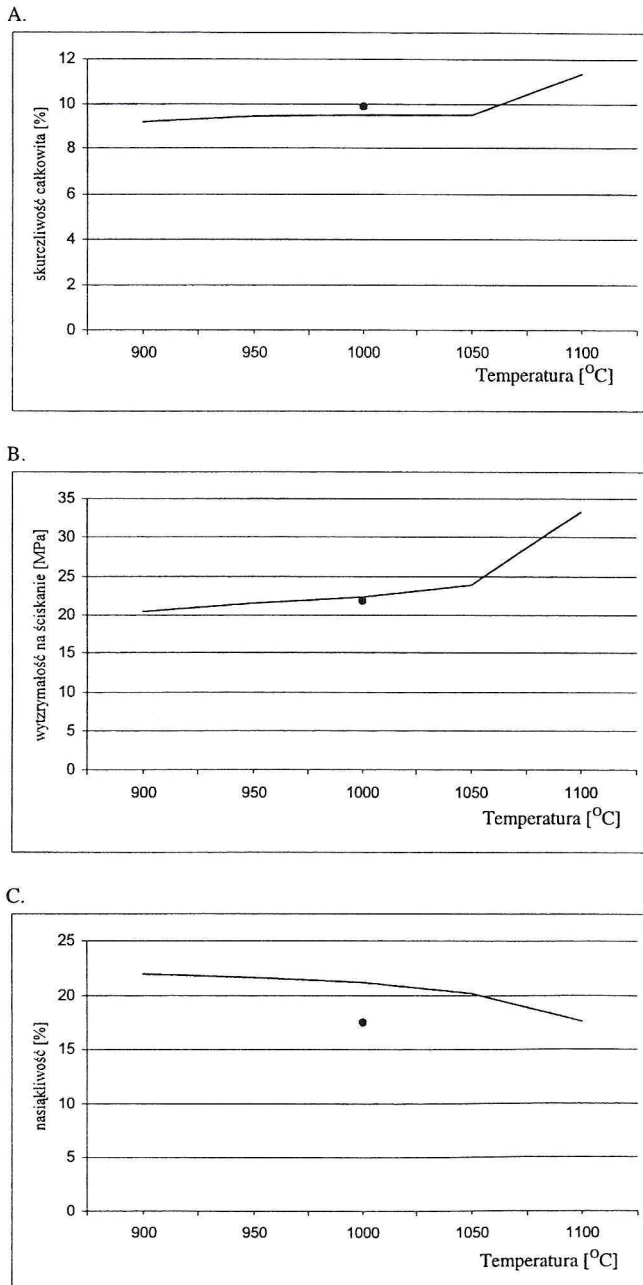 A.
skurczliwość całkowita [%]
12
10
8
6
4
2
0
900 950 1000 1050 1100
Temperatura [°C]
B.
wytzrymałość na ściskanie [MPa]
35
30
25
20
15
10
5
0
900 950 1000 1050 1100
Temperatura [°C]
C.
nasiąkliwość [%]
25
20
15
10
5
0
900 950 1000 1050 1100
Temperatura [°C]